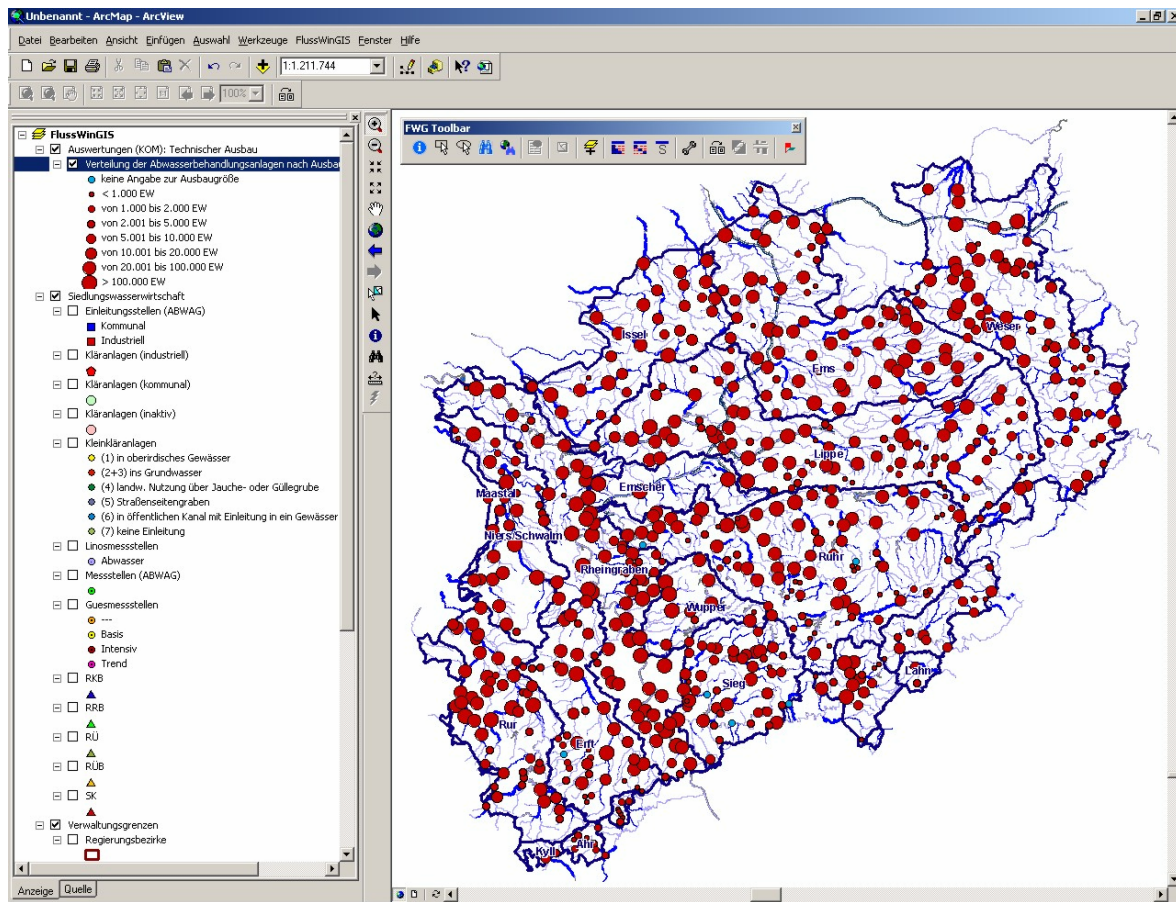 Unbenannt - ArcMap - ArcView
Datei Bearbeiten Ansicht Einfügen Auswahl Werkzeuge FlussWinGIS Fenster Hilfe
1:1.211.744
100%
FlussWinGIS
Auswertungen (KOM): Technischer Ausbau
Verteilung der Abwasserbehandlungsanlagen nach Ausbau
keine Angabe zur Ausbaugröße
< 1.000 EW
von 1.000 bis 2.000 EW
von 2.001 bis 5.000 EW
von 5.001 bis 10.000 EW
von 10.001 bis 20.000 EW
von 20.001 bis 100.000 EW
> 100.000 EW
Siedlungswasserwirtschaft
Einleitungsstellen (ABWAG)
Kommunal
Industriell
Kläranlagen (industriell)
Kläranlagen (kommunal)
Kläranlagen (inaktiv)
Kleinkläranlagen
(1) in oberirdisches Gewässer
(2+3) ins Grundwasser
(4) landw. Nutzung über Jauche- oder Güllegrube
(5) Straßenseitengraben
(6) in öffentlichen Kanal mit Einleitung in ein Gewässer
(7) keine Einleitung
Linosmessstellen
Abwasser
Messtellen (ABWAG)
Guesmessstellen
---
Basis
Intensiv
Trend
RKB
RRB
RÜ
RÜB
SK
Verwaltungsgrenzen
Regierungsbezirke
Anzeige Quelle
FWG Toolbar
Issel
Weser
Ems
Lippe
Emscher
Maastal
Niers/Schwalm
Ruhr
Rheingraben
Wupper
Lahn
Sieg
Rur
Erft
Ahr
Kyll